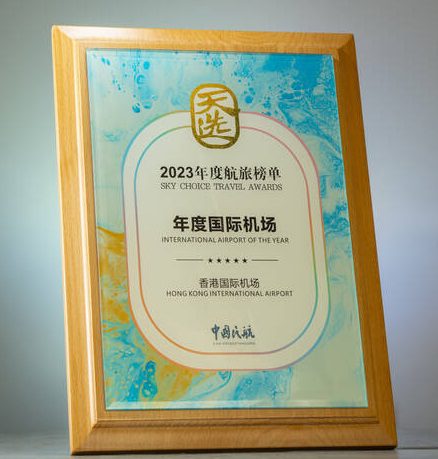 天选
2023年度航旅榜单
SKY CHOICE TRAVEL AWARDS
年度国际机场
INTERNATIONAL AIRPORT OF THE YEAR
★★★★★
香港国际机场
HONG KONG INTERNATIONAL AIRPORT
中国民航